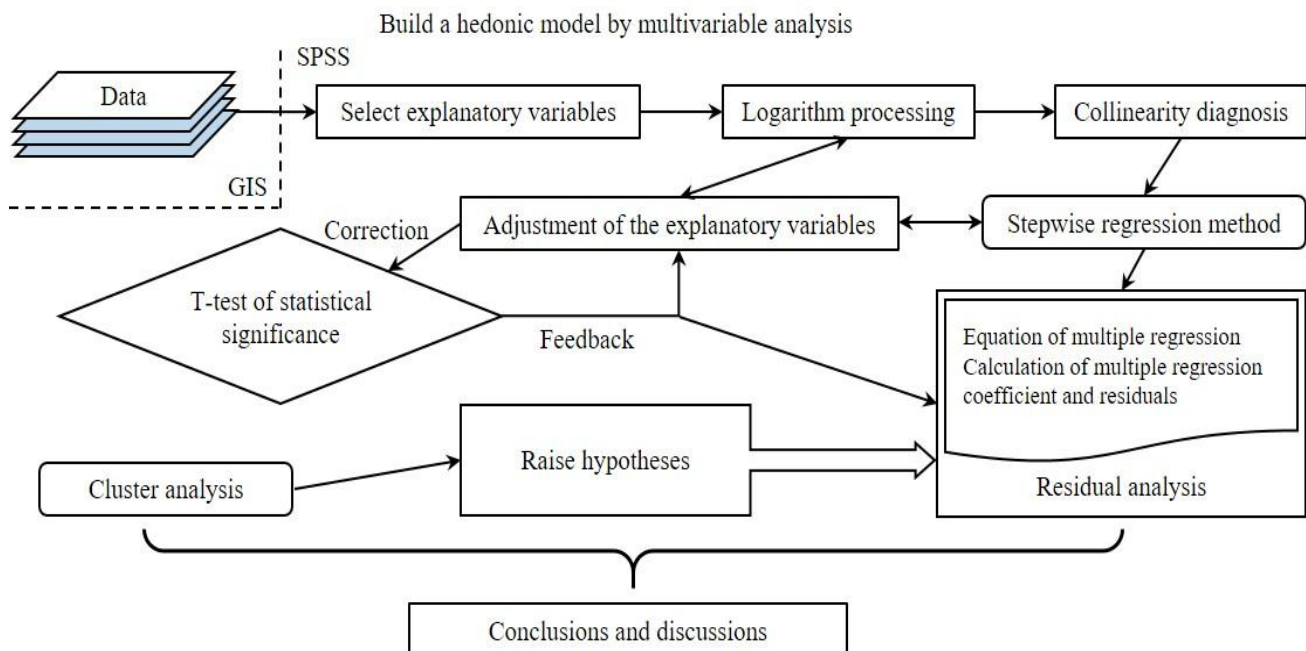 Build a hedonic model by multivariable analysis
SPSS
Data
Select explanatory variables
Logarithm processing
Collinearity diagnosis
GIS
Correction
Adjustment of the explanatory variables
Stepwise regression method
T-test of statistical
significance
Feedback
Equation of multiple regression
Calculation of multiple regression
coefficient and residuals
Raise hypotheses
Cluster analysis
Residual analysis
Conclusions and discussions